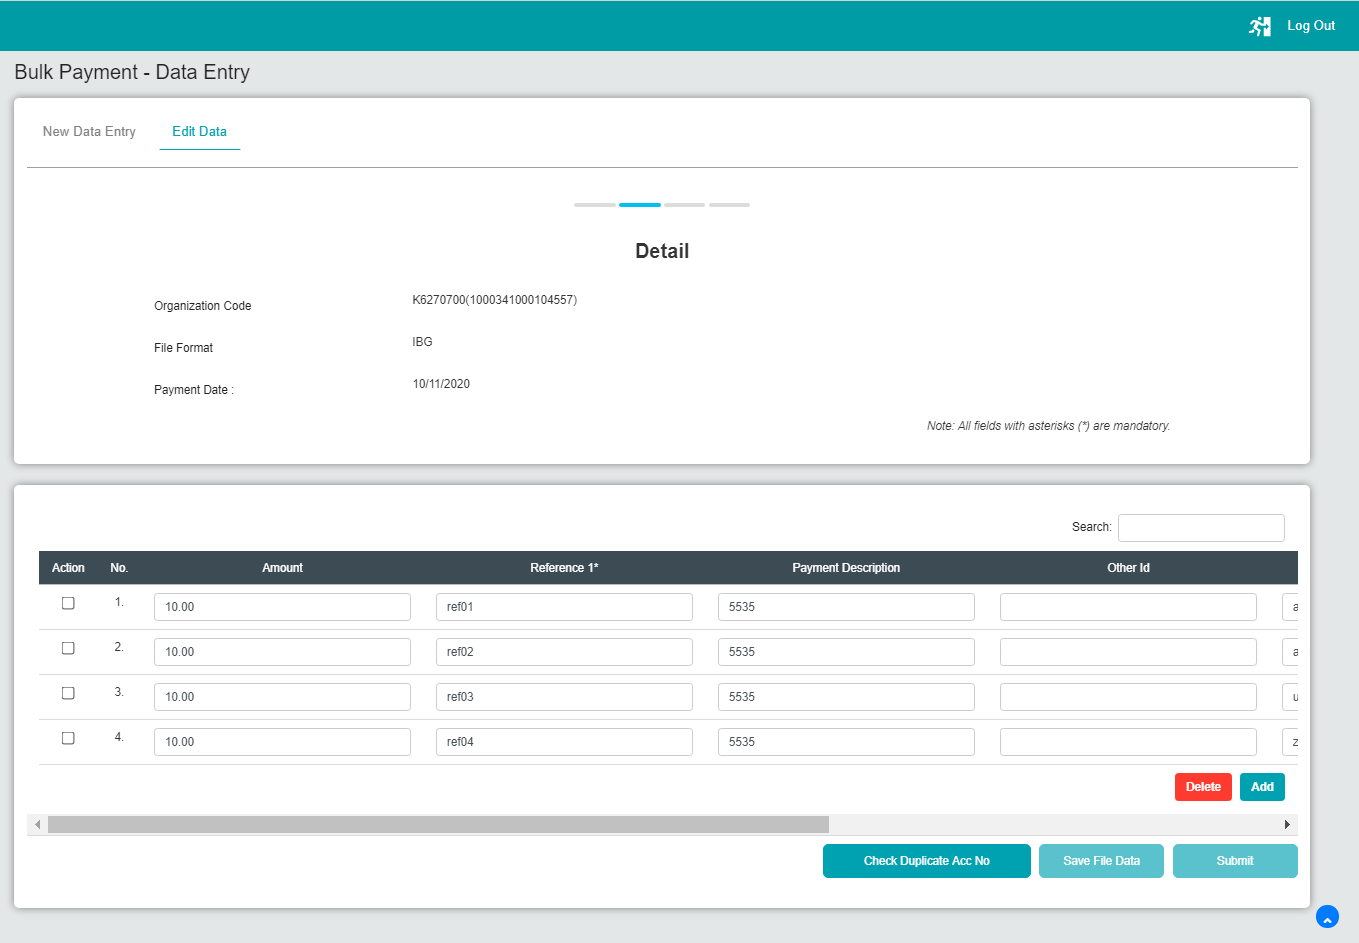 Log Out
Bulk Payment - Data Entry
New Data Entry Edit Data
Detail
Organization Code K6270700(1000341000104557)
File Format IBG
Payment Date : 10/11/2020
Note: All fields with asterisks (*) are mandatory.
Search:
Action No. Amount Reference 1* Payment Description Other Id
1. 10.00 ref01 5535 a
2. 10.00 ref02 5535 a
3. 10.00 ref03 5535 u
4. 10.00 ref04 5535 z
Delete Add
Check Duplicate Acc No Save File Data Submit